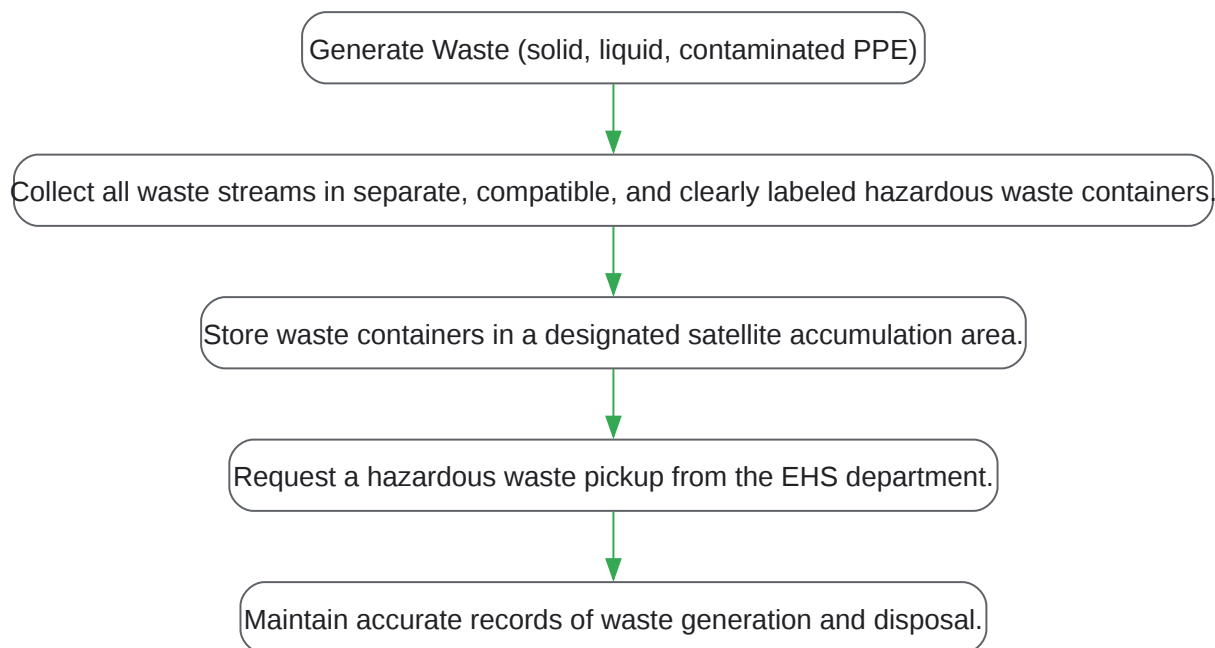 Generate Waste (solid, liquid, contaminated PPE)
Collect all waste streams in separate, compatible, and clearly labeled hazardous waste containers.
Store waste containers in a designated satellite accumulation area.
Request a hazardous waste pickup from the EHS department.
Maintain accurate records of waste generation and disposal.